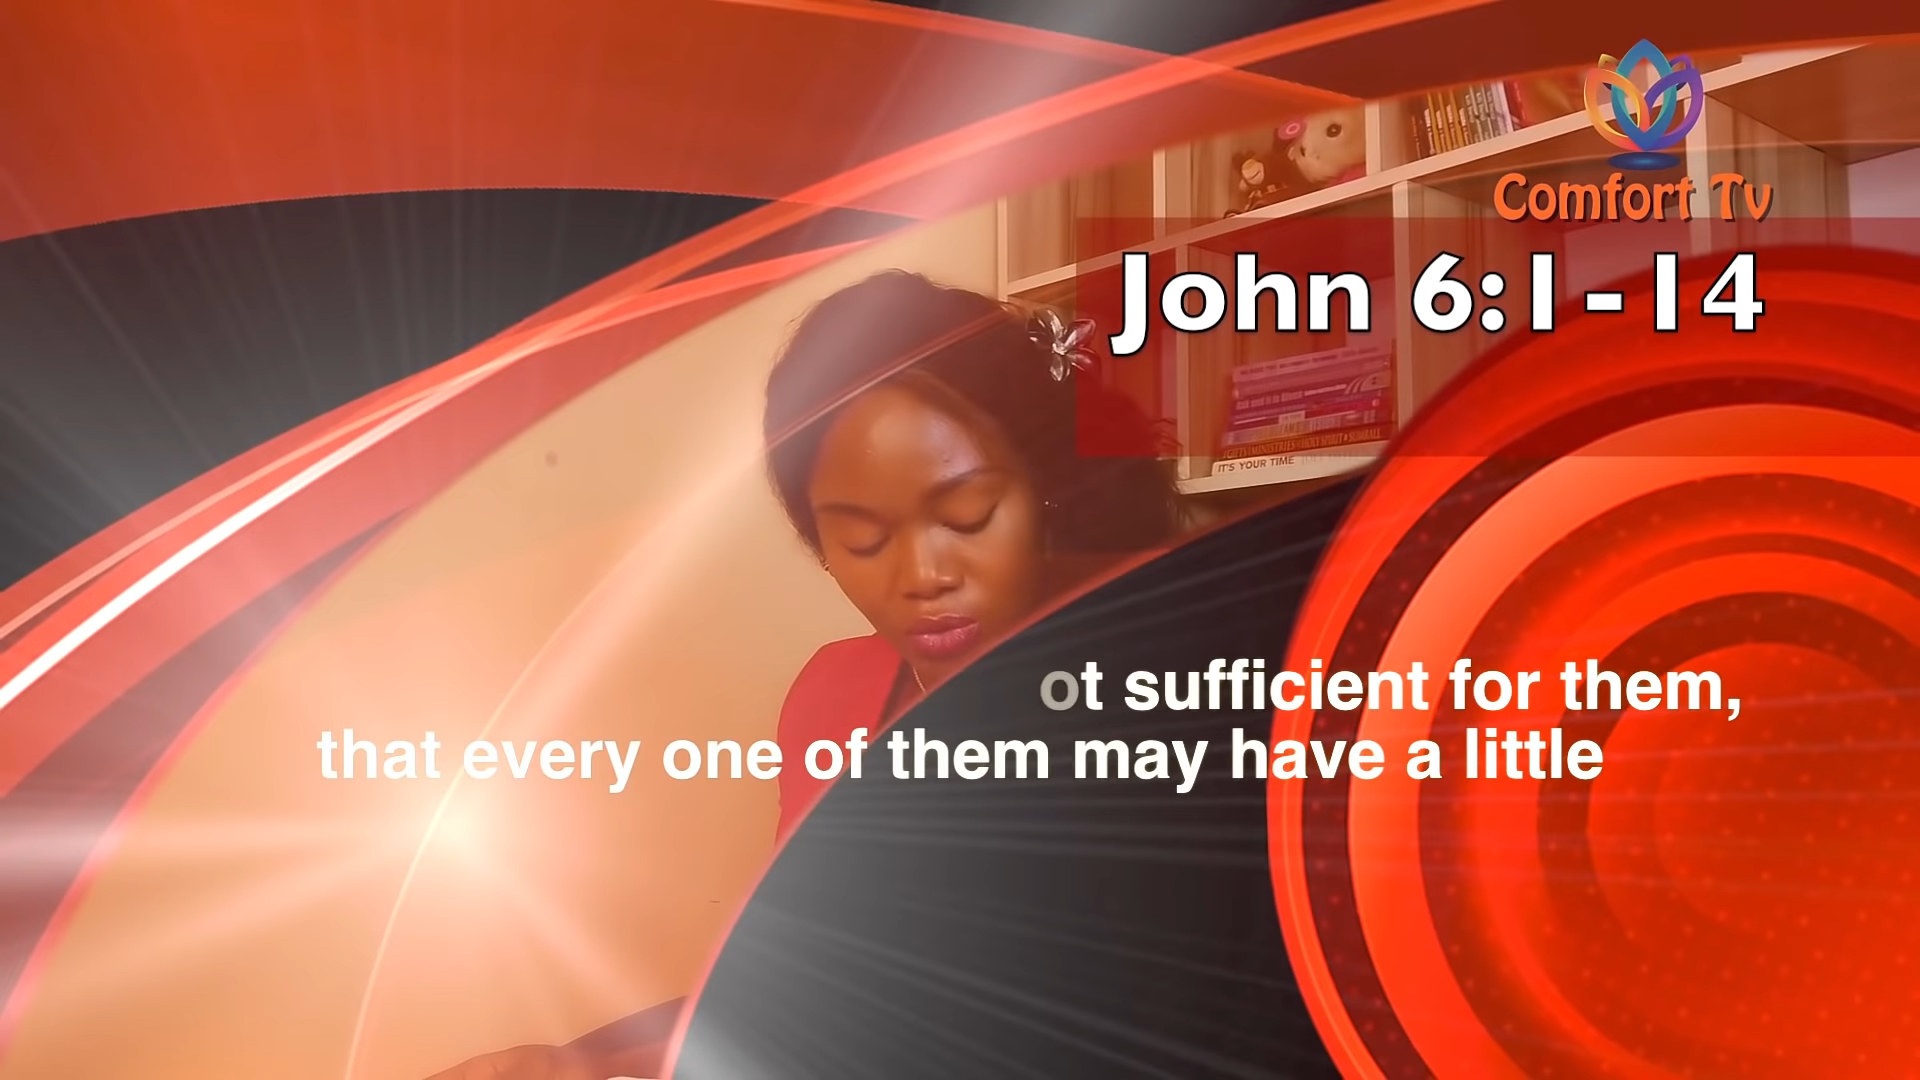 Comfort Tv
John 6:1-14
IT'S YOUR TIME
ot sufficient for them,
that every one of them may have a little